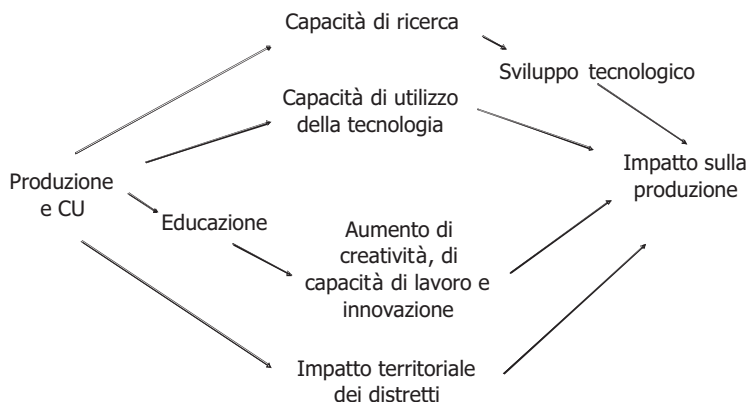 Capacità di ricerca
Sviluppo tecnologico
Capacità di utilizzo
della tecnologia
Impatto sulla
produzione
Produzione
e CU
Educazione
Aumento di
creatività, di
capacità di lavoro e
innovazione
Impatto territoriale
dei distretti